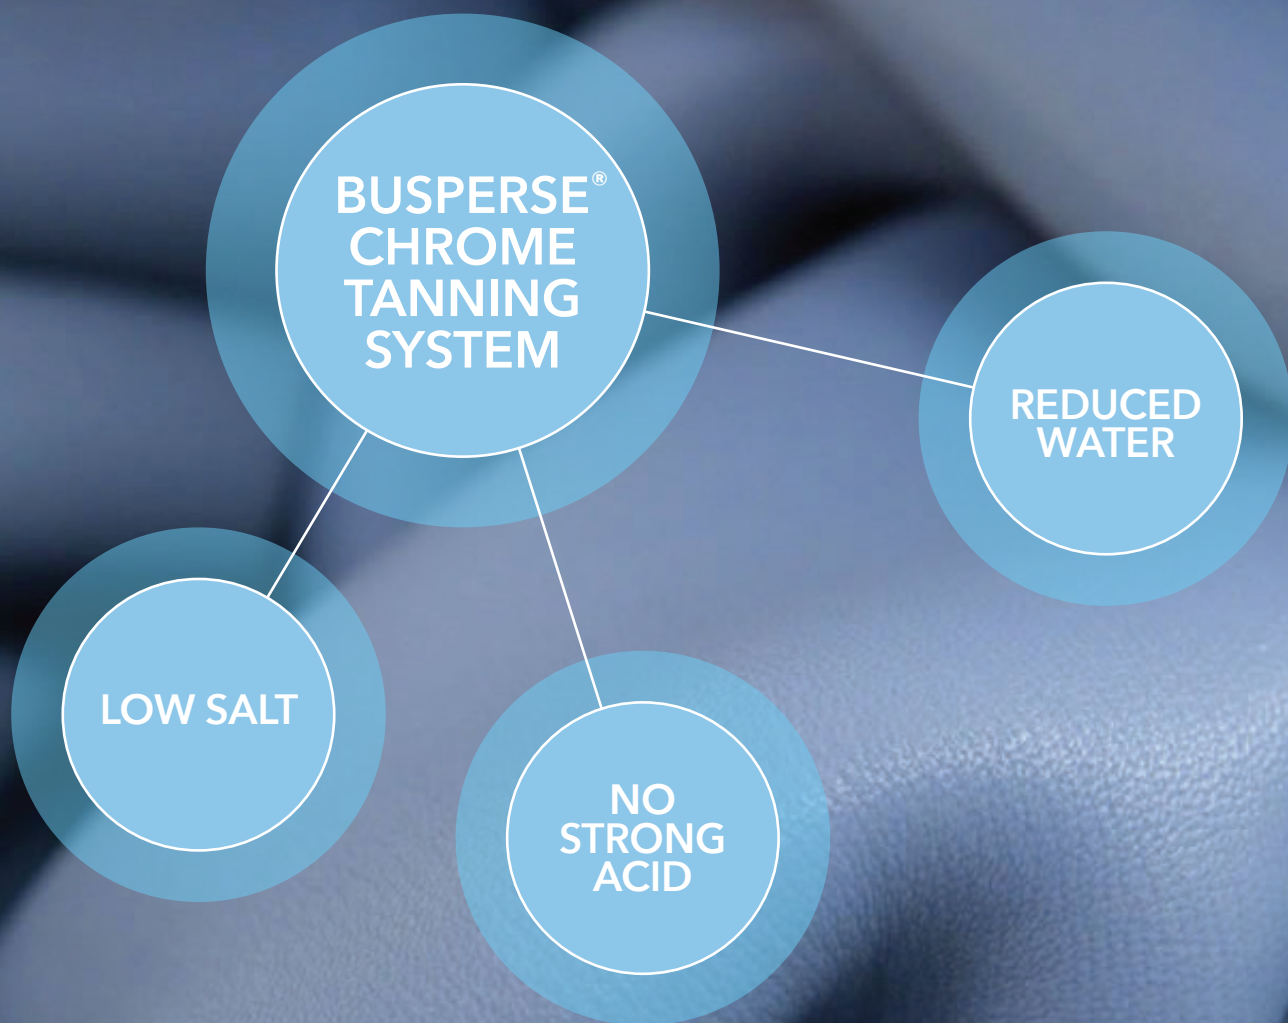 BUSPERSE®
CHROME
TANNING
SYSTEM
REDUCED
WATER
LOW SALT
NO
STRONG
ACID